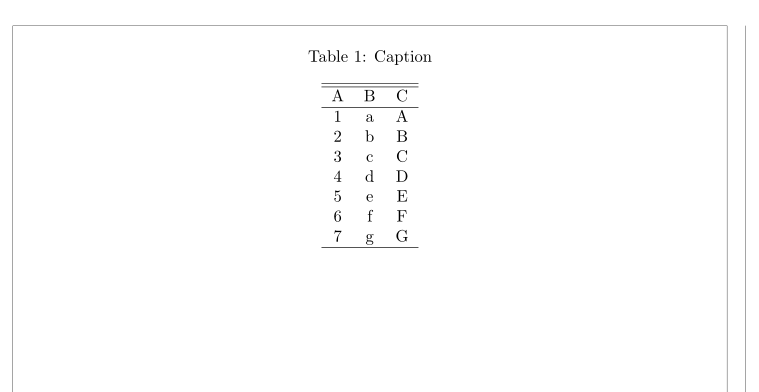 Table 1: Caption
A B C
1 a A
2 b B
3 c C
4 d D
5 e E
6 f F
7 g G